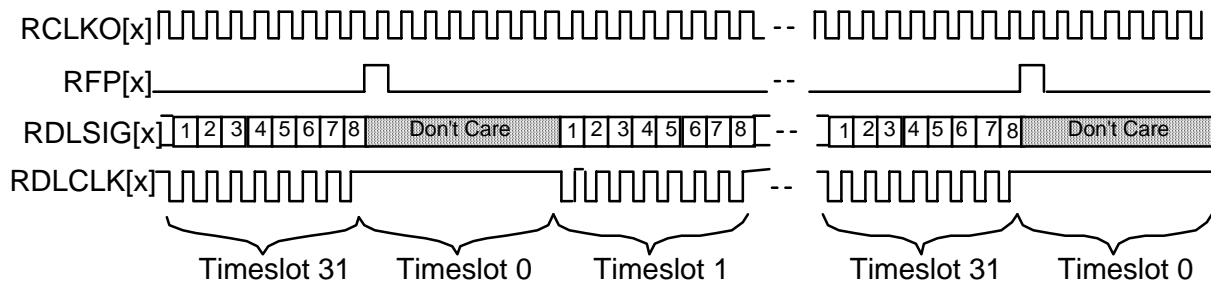 RCLKO[x] - -
RFP[x] - -
RDLSIG[x] 1 2 3 4 5 6 7 8 Don't Care 1 2 3 4 5 6 7 8 - - 1 2 3 4 5 6 7 8 Don't Care
RDLCLK[x] - -
Timeslot 31 Timeslot 0 Timeslot 1 Timeslot 31 Timeslot 0